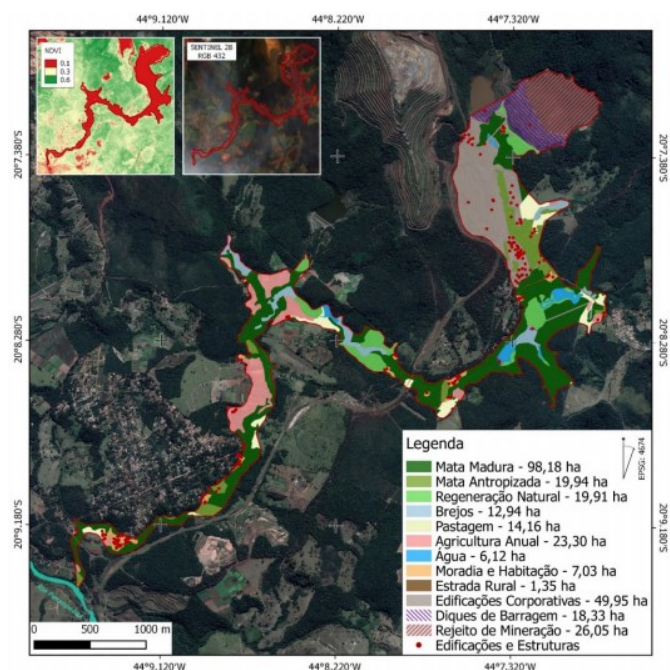 44°9.120'W 44°8.220'W 44°7.320'W
NDVI
0.1
0.3
0.6
SENTINEL 2B
RGB 432
20°7.380'S 20°7.380'S
20°8.280'S 20°8.280'S
20°9.180'S 20°9.180'S
Legenda
Mata Madura - 98,18 ha
Mata Antropizada - 19,94 ha
Regeneração Natural - 19,91 ha
Brejos - 12,94 ha
Pastagem - 14,16 ha
Agricultura Anual - 23,30 ha
Água - 6,12 ha
Moradia e Habitação - 7,03 ha
Estrada Rural - 1,35 ha
Edificações Corporativas - 49,95 ha
Diques de Barragem - 18,33 ha
Rejeito de Mineração - 26,05 ha
Edificações e Estruturas
EPSG: 4674
0 500 1000 m
44°9.120'W 44°8.220'W 44°7.320'W